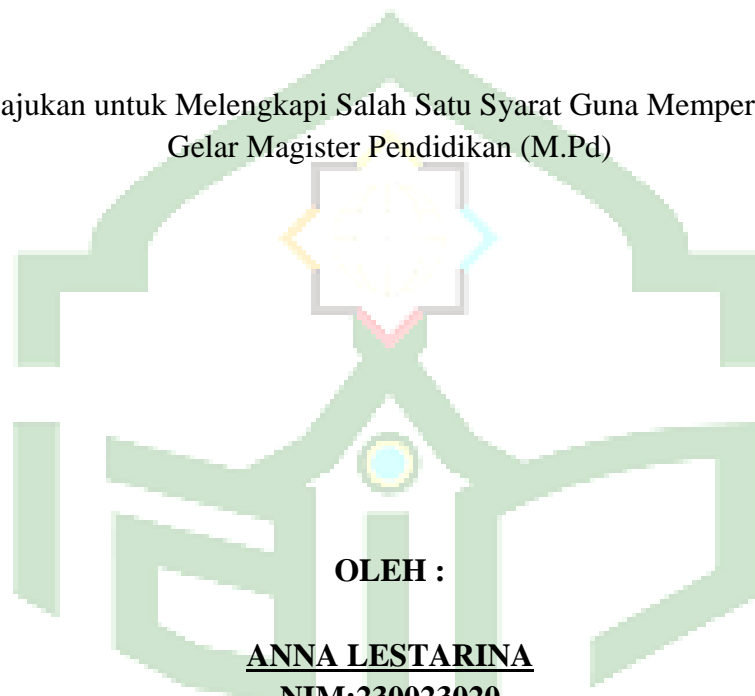 ajukan untuk Melengkapi Salah Satu Syarat Guna Memper
Gelar Magister Pendidikan (M.Pd)
OLEH :
ANNA LESTARINA